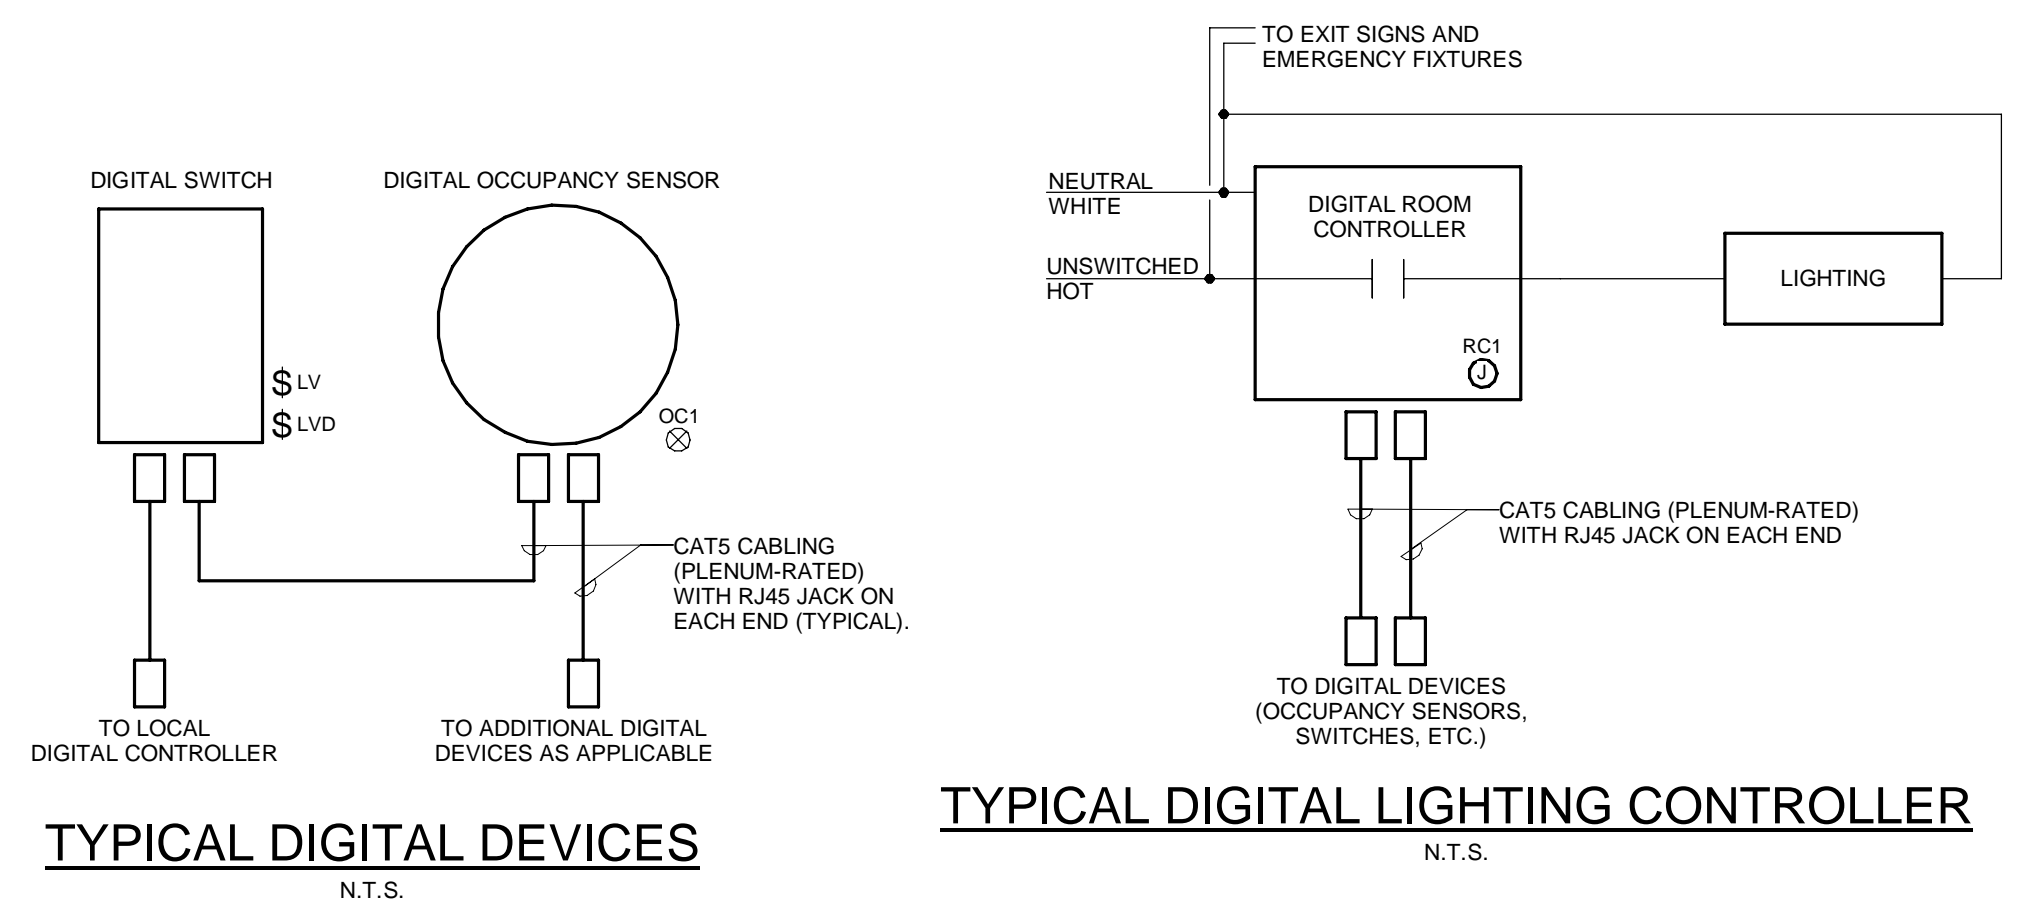 DIGITAL SWITCH
DIGITAL OCCUPANCY SENSOR
$ LV
$ LVD
OC1
CAT5 CABLING
(PLENUM-RATED)
WITH RJ45 JACK ON
EACH END (TYPICAL).
TO LOCAL
DIGITAL CONTROLLER
TO ADDITIONAL DIGITAL
DEVICES AS APPLICABLE
TYPICAL DIGITAL DEVICES
N.T.S.
TO EXIT SIGNS AND
EMERGENCY FIXTURES
NEUTRAL
WHITE
UNSWITCHED
HOT
DIGITAL ROOM
CONTROLLER
LIGHTING
RC1
J
CAT5 CABLING (PLENUM-RATED)
WITH RJ45 JACK ON EACH END
TO DIGITAL DEVICES
(OCCUPANCY SENSORS,
SWITCHES, ETC.)
TYPICAL DIGITAL LIGHTING CONTROLLER
N.T.S.